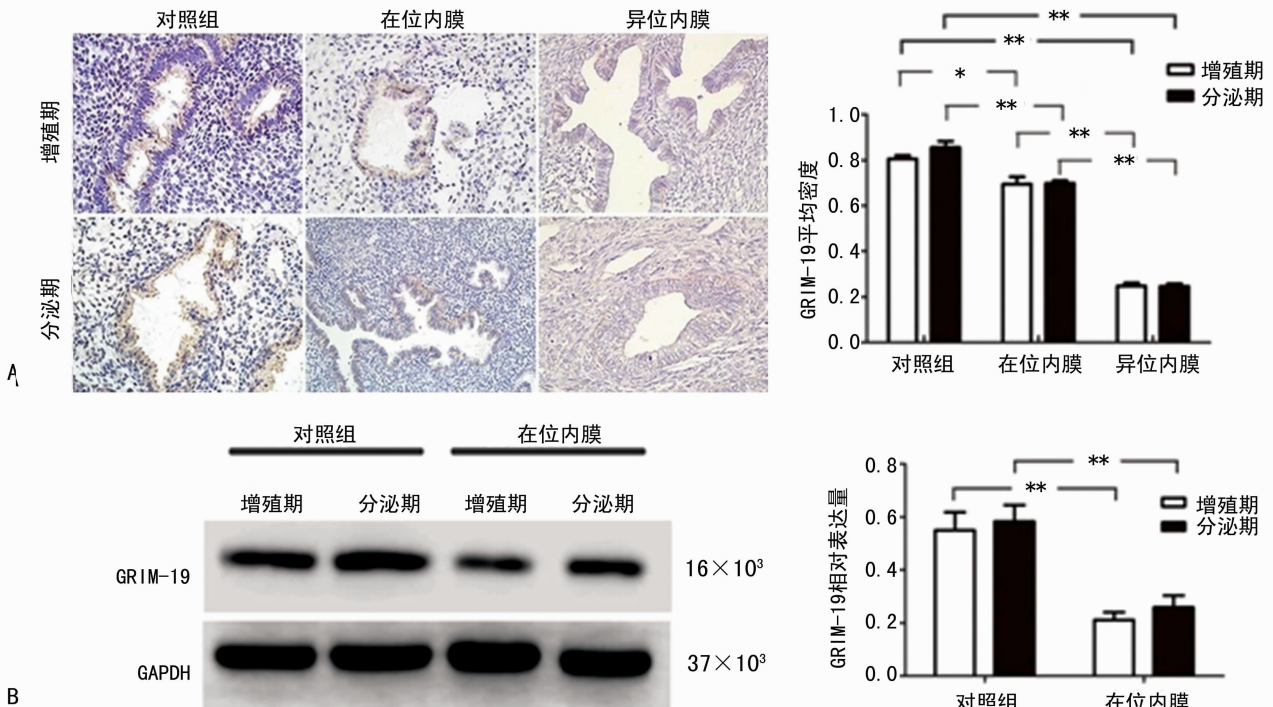 对照组 在位内膜 异位内膜
增殖期
分泌期
A
** 
**
*
**
**
**
增殖期
分泌期
GRIM-19平均密度
1.0
0.8
0.6
0.4
0.2
0.0
对照组 在位内膜 异位内膜
对照组 在位内膜
增殖期 分泌期 增殖期 分泌期
GRIM-19 16×10³
GAPDH 37×10³
B
**
**
增殖期
分泌期
GRIM-19相对表达量
0.8
0.6
0.4
0.2
0.0
对照组 在位内膜